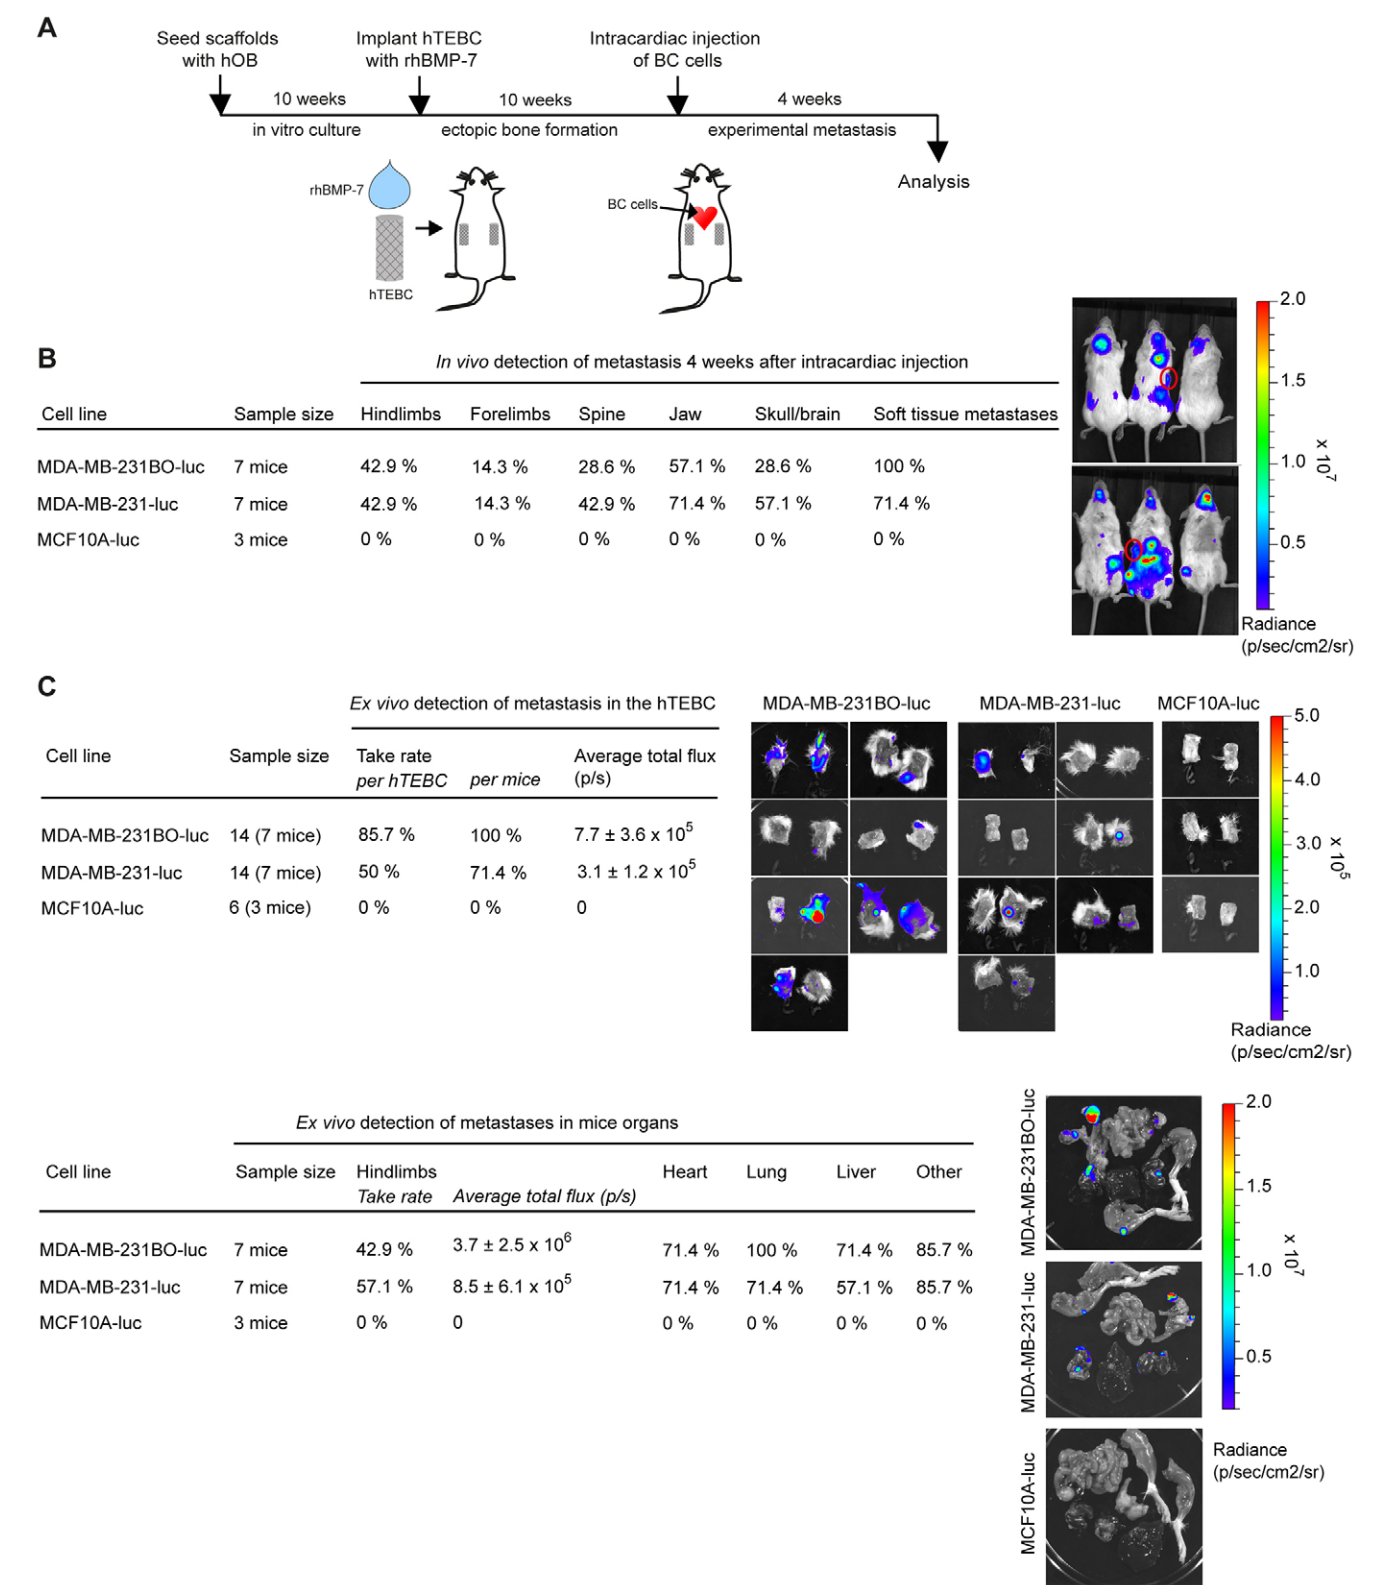 A
Seed scaffolds
with hOB
Implant hTEBC
with rhBMP-7
Intracardiac injection
of BC cells
10 weeks
10 weeks
4 weeks
in vitro culture
ectopic bone formation
experimental metastasis
Analysis
rhBMP-7
hTEBC
BC cells
B
In vivo detection of metastasis 4 weeks after intracardiac injection
Cell line Sample size Hindlimbs Forelimbs Spine Jaw Skull/brain Soft tissue metastases
MDA-MB-231BO-luc 7 mice 42.9 % 14.3 % 28.6 % 57.1 % 28.6 % 100 %
MDA-MB-231-luc 7 mice 42.9 % 14.3 % 42.9 % 71.4 % 57.1 % 71.4 %
MCF10A-luc 3 mice 0 % 0 % 0 % 0 % 0 % 0 %
2.0
1.5
1.0
0.5
x 10^7
Radiance
(p/sec/cm2/sr)
C
Ex vivo detection of metastasis in the hTEBC
Cell line Sample size Take rate Average total flux
per hTEBC per mice (p/s)
MDA-MB-231BO-luc 14 (7 mice) 85.7 % 100 % 7.7 ± 3.6 x 10^5
MDA-MB-231-luc 14 (7 mice) 50 % 71.4 % 3.1 ± 1.2 x 10^5
MCF10A-luc 6 (3 mice) 0 % 0 % 0
MDA-MB-231BO-luc MDA-MB-231-luc MCF10A-luc
5.0
4.0
3.0
2.0
1.0
x 10^5
Radiance
(p/sec/cm2/sr)
Ex vivo detection of metastases in mice organs
Cell line Sample size Hindlimbs Heart Lung Liver Other
Take rate Average total flux (p/s)
MDA-MB-231BO-luc 7 mice 42.9 % 3.7 ± 2.5 x 10^6 71.4 % 100 % 71.4 % 85.7 %
MDA-MB-231-luc 7 mice 57.1 % 8.5 ± 6.1 x 10^5 71.4 % 71.4 % 57.1 % 85.7 %
MCF10A-luc 3 mice 0 % 0 0 % 0 % 0 % 0 %
MDA-MB-231BO-luc
MDA-MB-231-luc
MCF10A-luc
2.0
1.5
1.0
0.5
x 10^7
Radiance
(p/sec/cm2/sr)